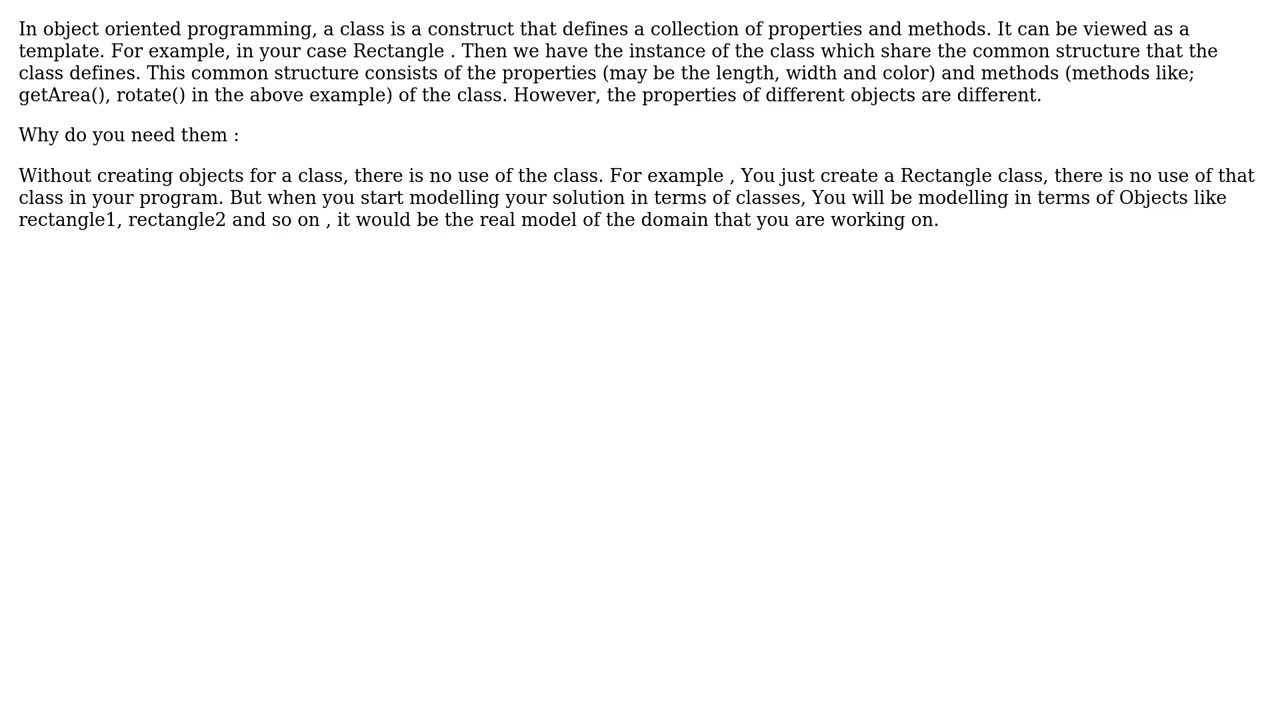 In object oriented programming, a class is a construct that defines a collection of properties and methods. It can be viewed as a
template. For example, in your case Rectangle . Then we have the instance of the class which share the common structure that the
class defines. This common structure consists of the properties (may be the length, width and color) and methods (methods like;
getArea(), rotate() in the above example) of the class. However, the properties of different objects are different.
Why do you need them :
Without creating objects for a class, there is no use of the class. For example , You just create a Rectangle class, there is no use of that
class in your program. But when you start modelling your solution in terms of classes, You will be modelling in terms of Objects like
rectangle1, rectangle2 and so on , it would be the real model of the domain that you are working on.